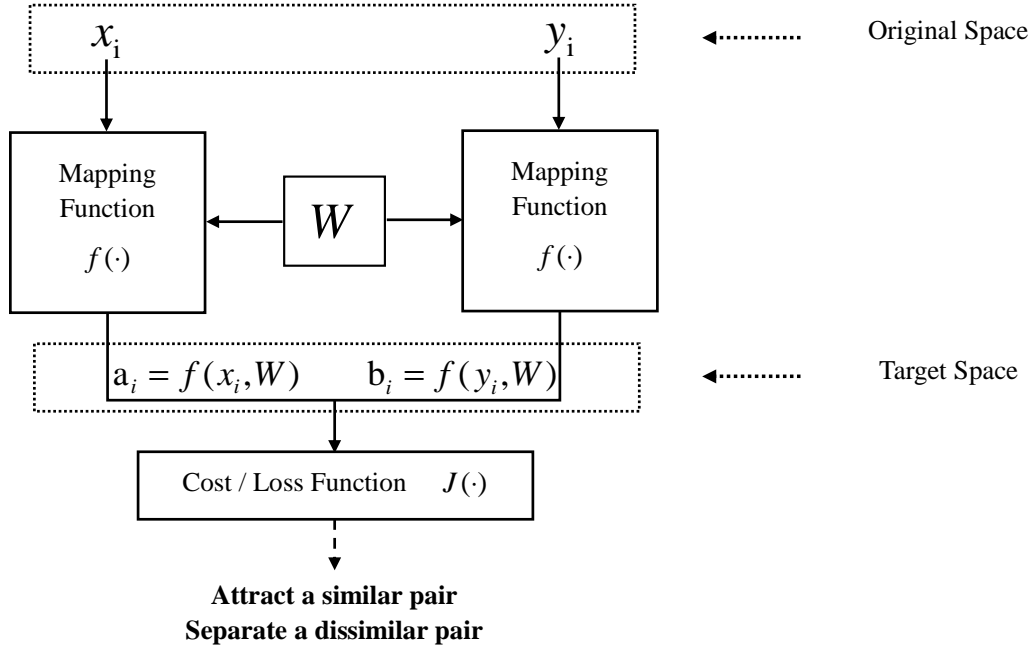 x_i y_i Original Space
Mapping
Function
f(·)
W
Mapping
Function
f(·)
a_i = f(x_i,W) b_i = f(y_i,W) Target Space
Cost / Loss Function J(·)
Attract a similar pair
Separate a dissimilar pair